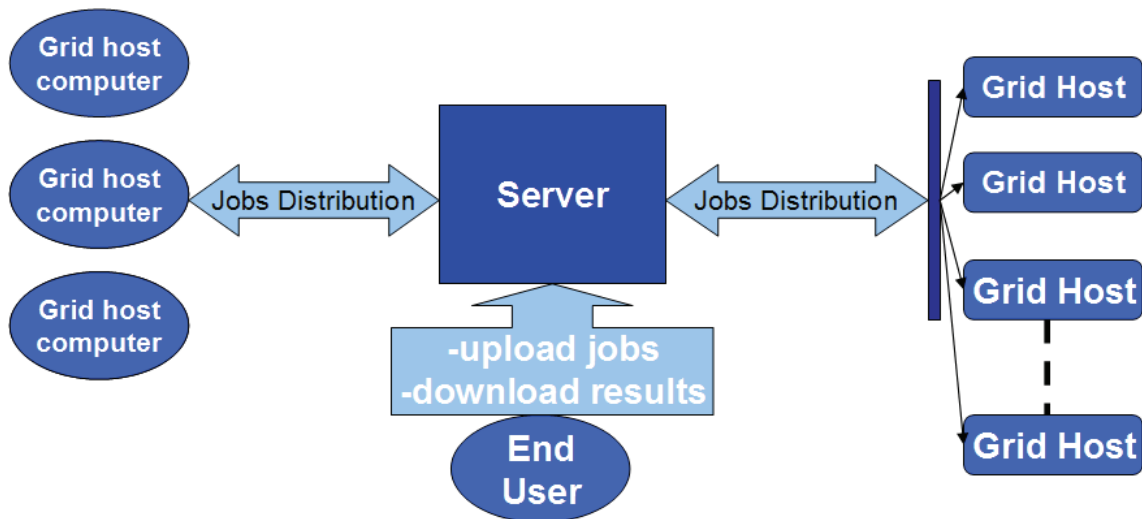 Grid host
computer
Grid host
computer
Grid host
computer
Jobs Distribution
Server
-upload jobs
-download results
End
User
Jobs Distribution
Grid Host
Grid Host
Grid Host
Grid Host